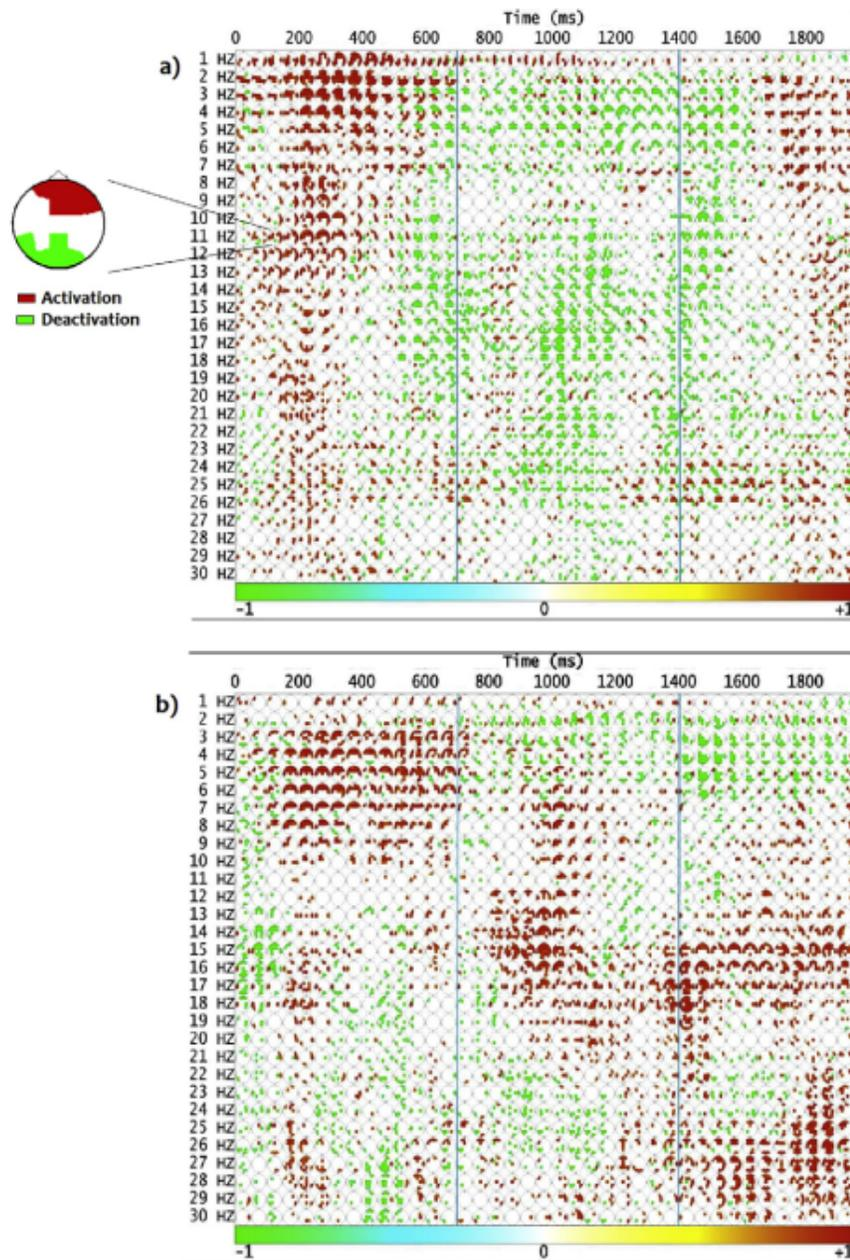 Time (ms)
0 200 400 600 800 1000 1200 1400 1600 1800
a)
1 HZ
2 HZ
3 HZ
4 HZ
5 HZ
6 HZ
7 HZ
8 HZ
9 HZ
10 HZ
11 HZ
12 HZ
13 HZ
14 HZ
15 HZ
16 HZ
17 HZ
18 HZ
19 HZ
20 HZ
21 HZ
22 HZ
23 HZ
24 HZ
25 HZ
26 HZ
27 HZ
28 HZ
29 HZ
30 HZ
Activation
Deactivation
-1 0 +1
Time (ms)
0 200 400 600 800 1000 1200 1400 1600 1800
b)
1 HZ
2 HZ
3 HZ
4 HZ
5 HZ
6 HZ
7 HZ
8 HZ
9 HZ
10 HZ
11 HZ
12 HZ
13 HZ
14 HZ
15 HZ
16 HZ
17 HZ
18 HZ
19 HZ
20 HZ
21 HZ
22 HZ
23 HZ
24 HZ
25 HZ
26 HZ
27 HZ
28 HZ
29 HZ
30 HZ
-1 0 +1